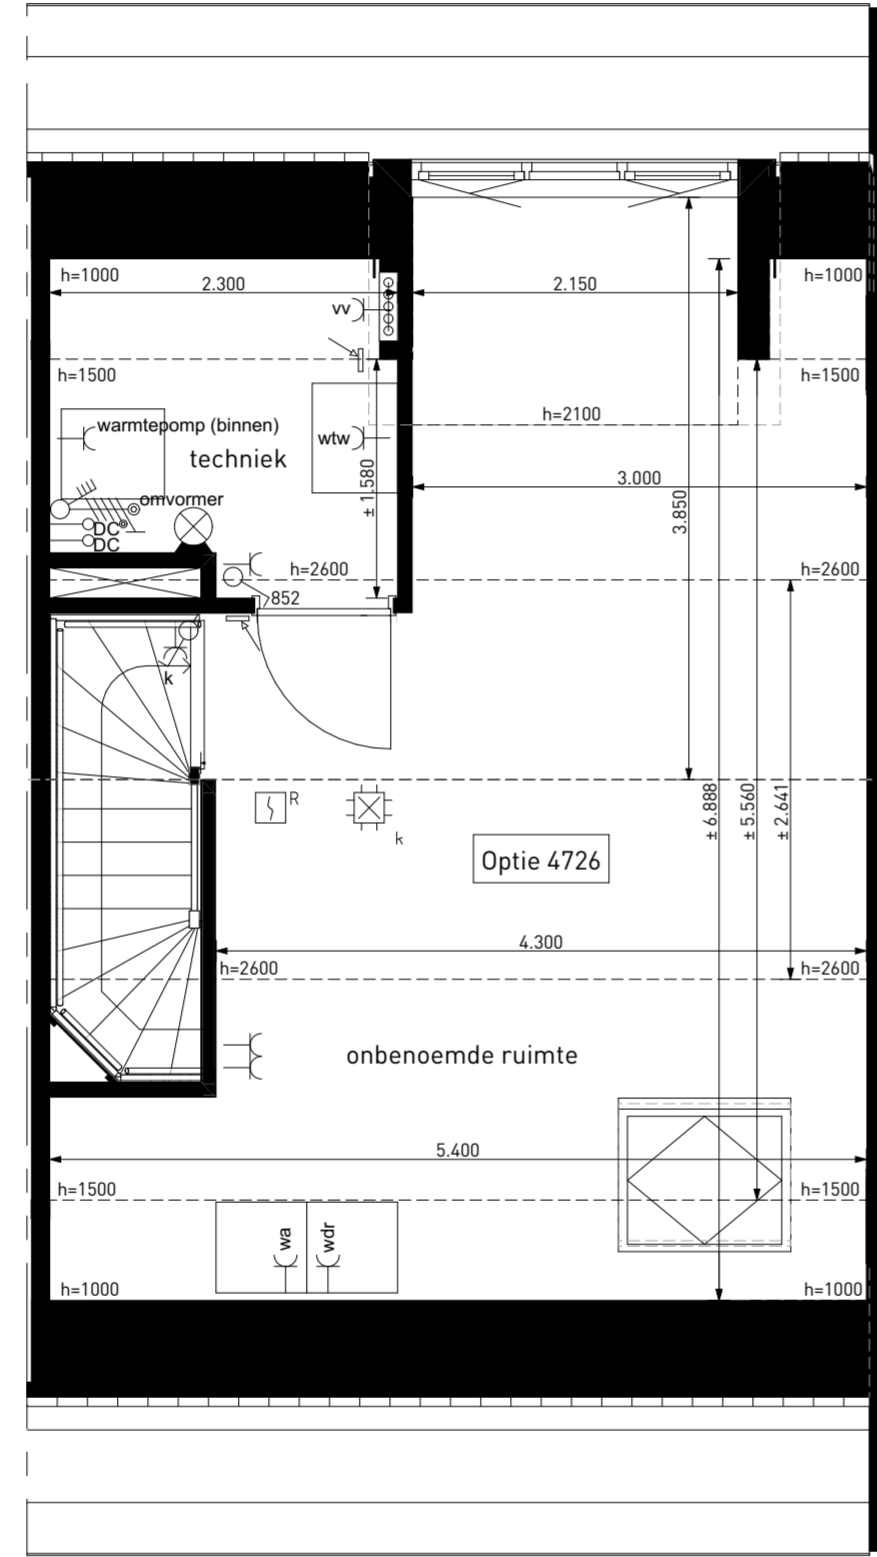 h=1000
2.300
2.150
h=1000
vv
h=1500
h=1500
h=2100
warmtepomp (binnen)
wtw
techniek
± 1.580
3.000
3.850
omvormer
DC
DC
h=2600
h=2600
852
k
R
k
± 6.888
± 5.560
± 2.641
Optie 4726
4.300
h=2600
h=2600
onbenoemde ruimte
5.400
h=1500
h=1500
wa
wdr
h=1000
h=1000